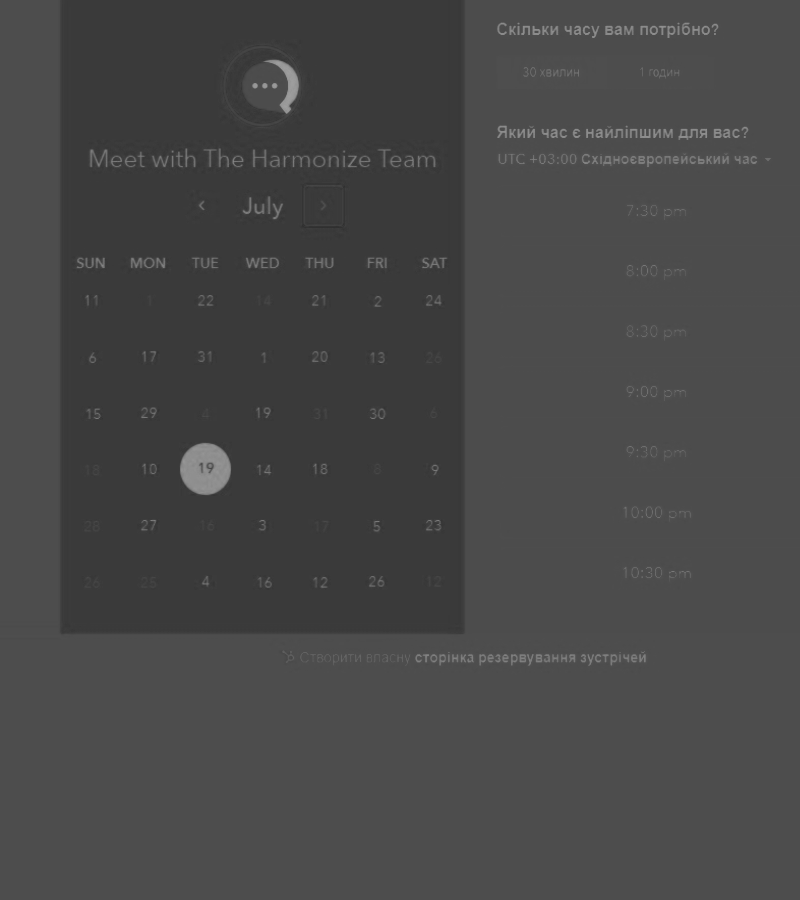 Meet with The Harmonize Team
July
SUN MON TUE WED THU FRI SAT
11 1 22 14 21 2 24
6 17 31 1 20 13 26
15 29 4 19 31 30 6
10 19 14 18 8 9
28 27 16 3 17 5 23
26 25 4 16 12 26 12
Скільки часу вам потрібно?
30 хвилин 1 годин
Який час є найліпшим для вас?
UTC +03:00 Східноєвропейський час
7:30 pm
8:00 pm
8:30 pm
9:00 pm
9:30 pm
10:00 pm
10:30 pm
Створити власну сторінка резервування зустрічей